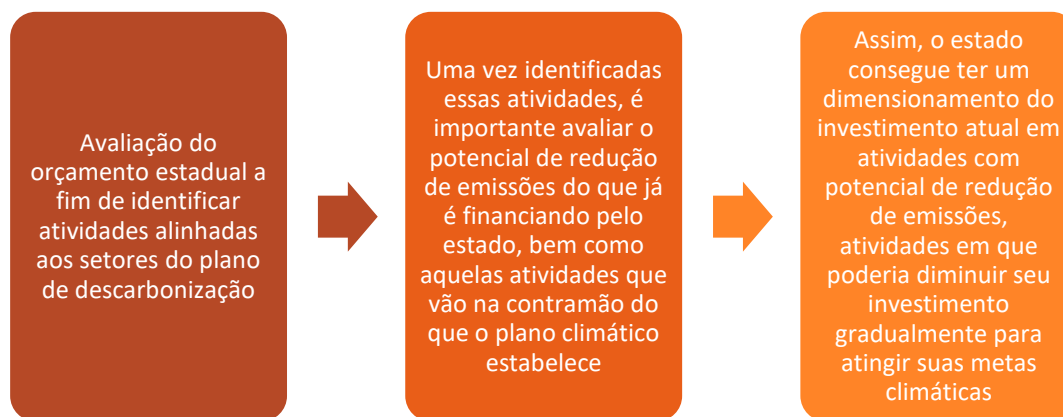 Avaliação do
orçamento estadual a
fim de identificar
atividades alinhadas
aos setores do plano
de descarbonização
Uma vez identificadas
essas atividades, é
importante avaliar o
potencial de redução
de emissões do que já
é financiando pelo
estado, bem como
aquelas atividades que
vão na contramão do
que o plano climático
estabelece
Assim, o estado
consegue ter um
dimensionamento do
investimento atual em
atividades com
potencial de redução
de emissões,
atividades em que
poderia diminuir seu
investimento
gradualmente para
atingir suas metas
climáticas